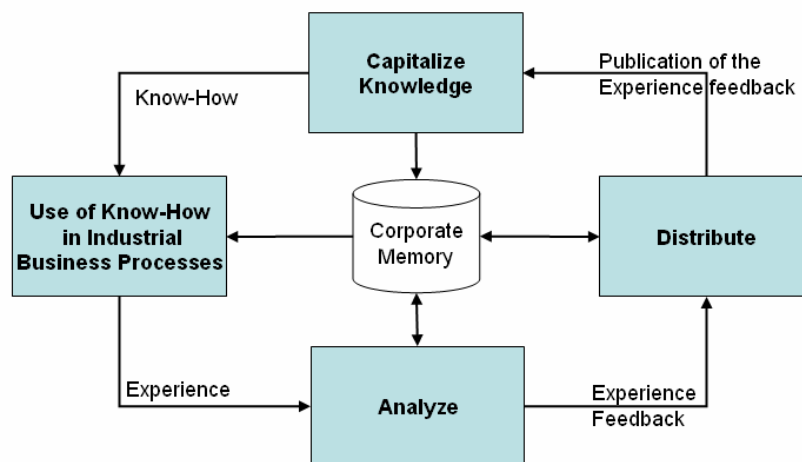 Capitalize
Knowledge
Publication of the
Experience feedback
Know-How
Use of Know-How
in Industrial
Business Processes
Corporate
Memory
Distribute
Experience
Analyze
Experience
Feedback